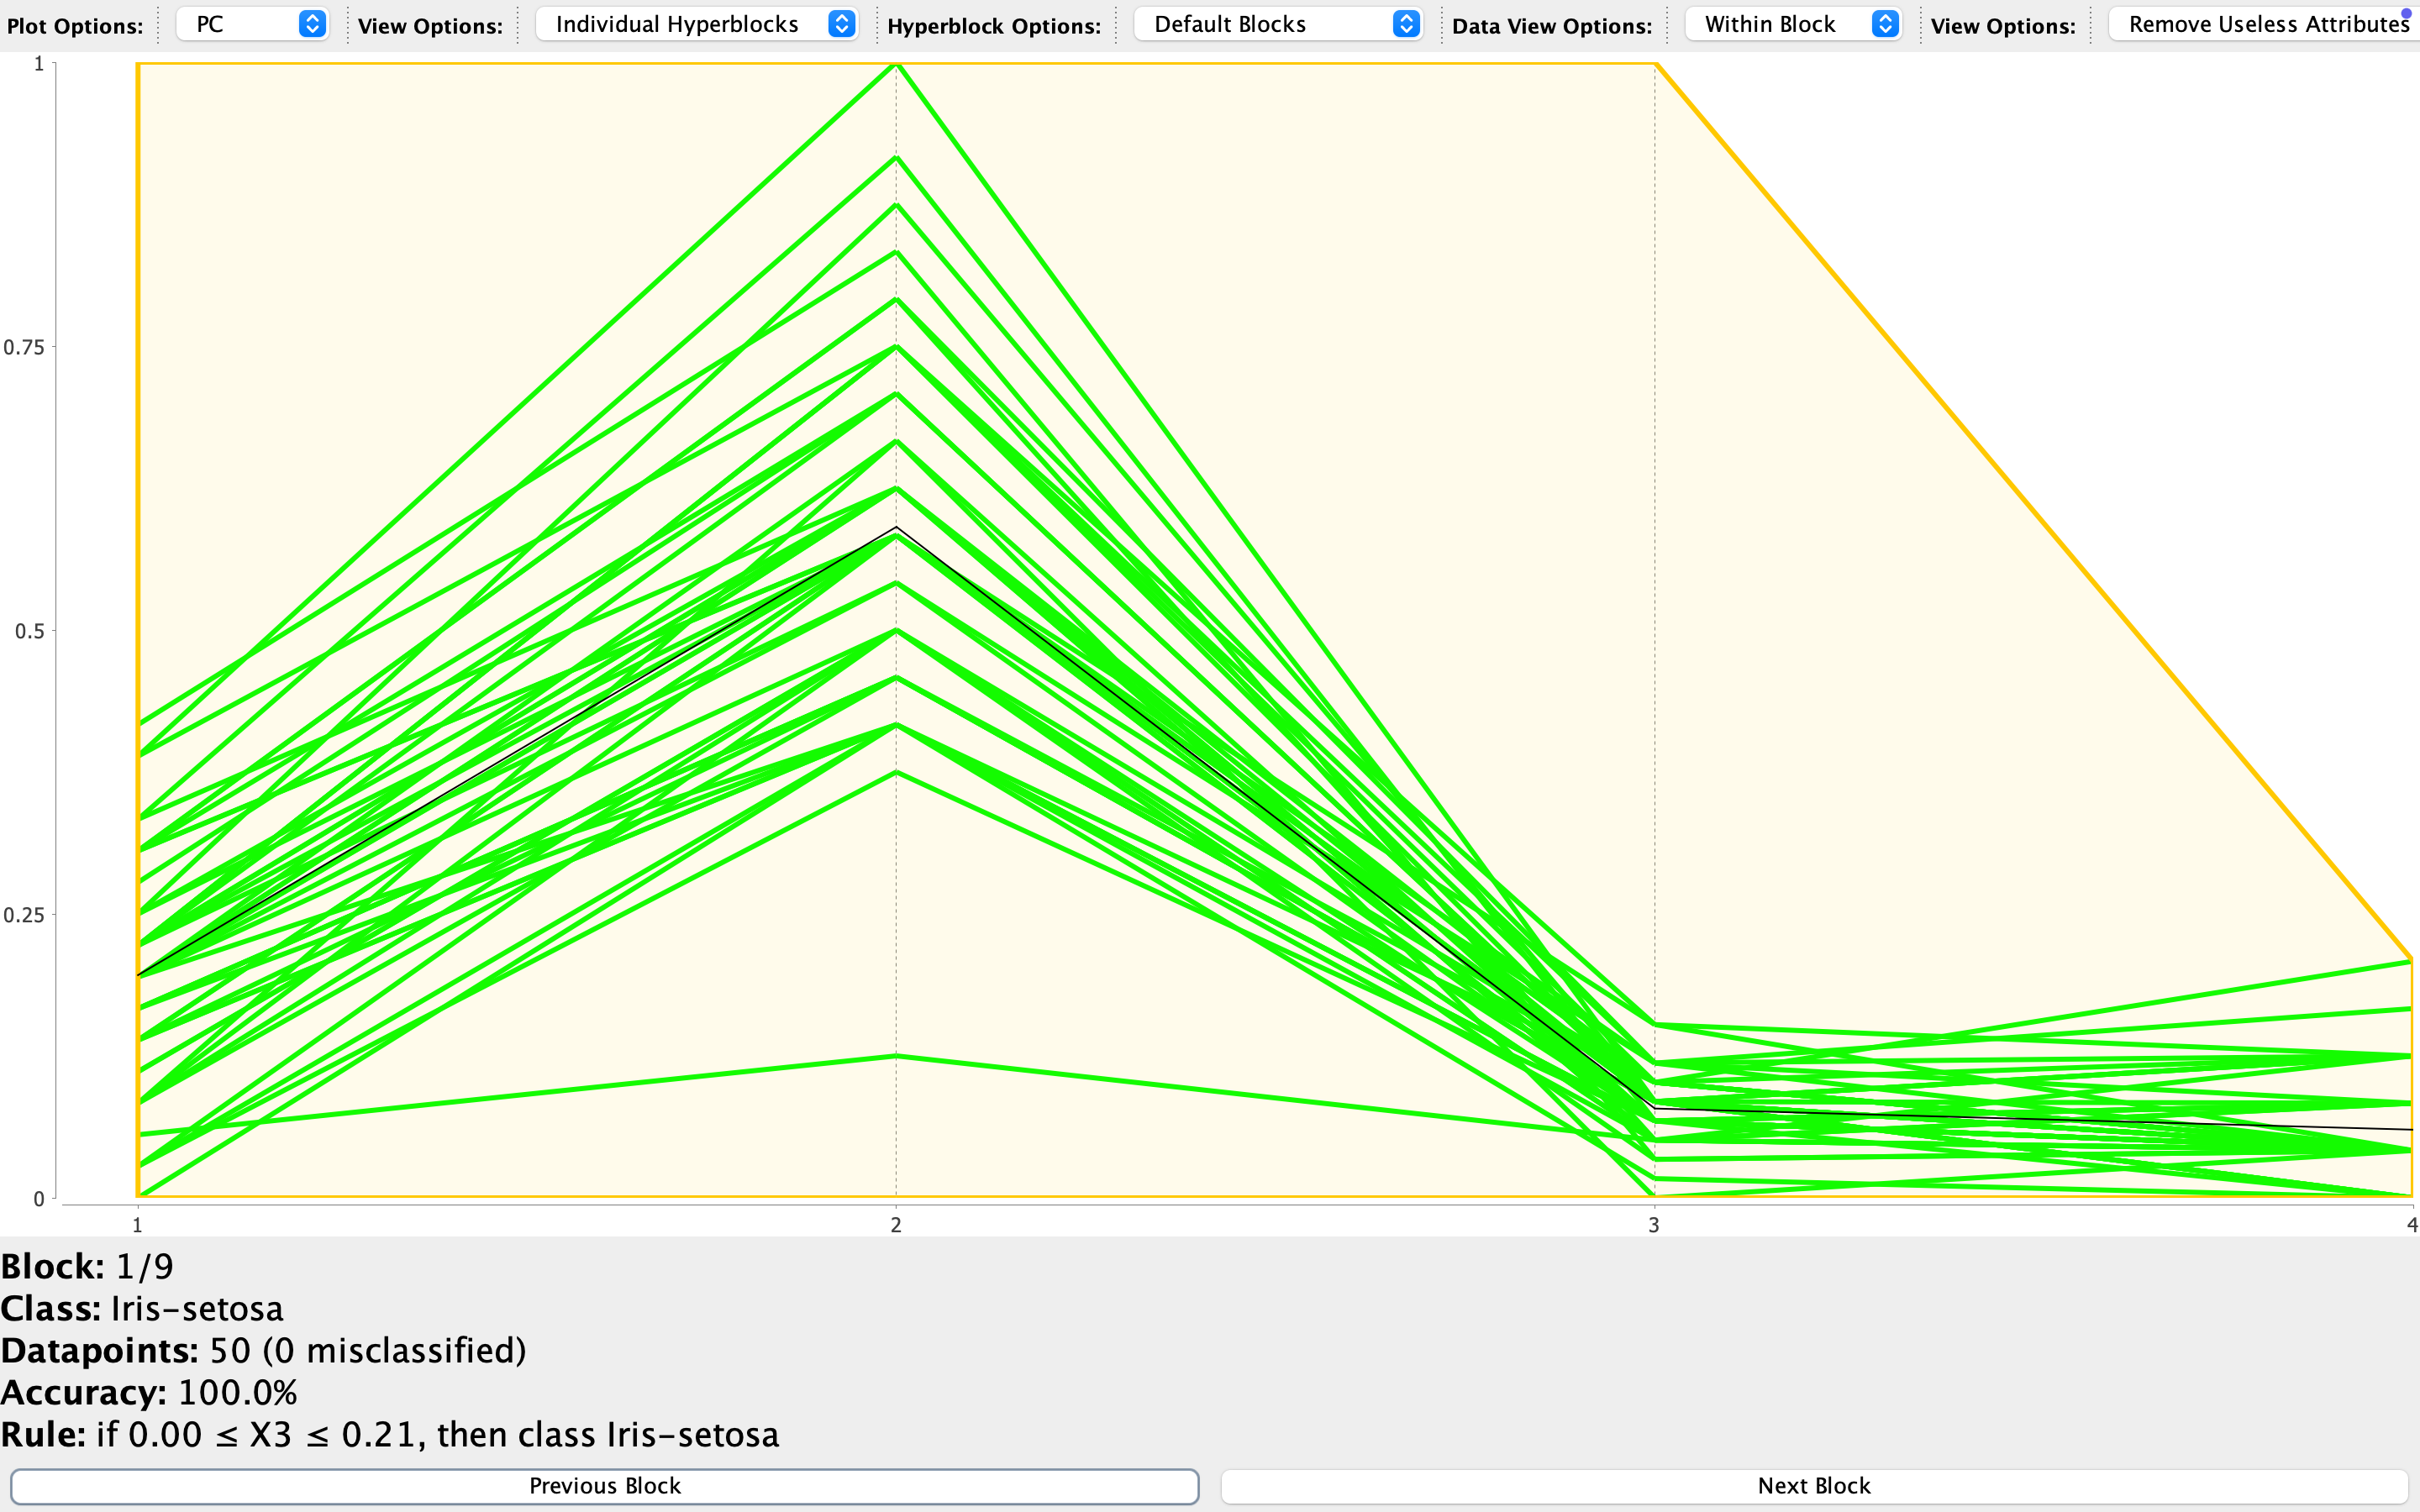 Plot Options: PC View Options: Individual Hyperblocks Hyperblock Options: Default Blocks Data View Options: Within Block View Options: Remove Useless Attributes
1
0.75
0.5
0.25
0
1 2 3 4
Block: 1/9
Class: Iris-setosa
Datapoints: 50 (0 misclassified)
Accuracy: 100.0%
Rule: if 0.00 ≤ X3 ≤ 0.21, then class Iris-setosa
Previous Block Next Block